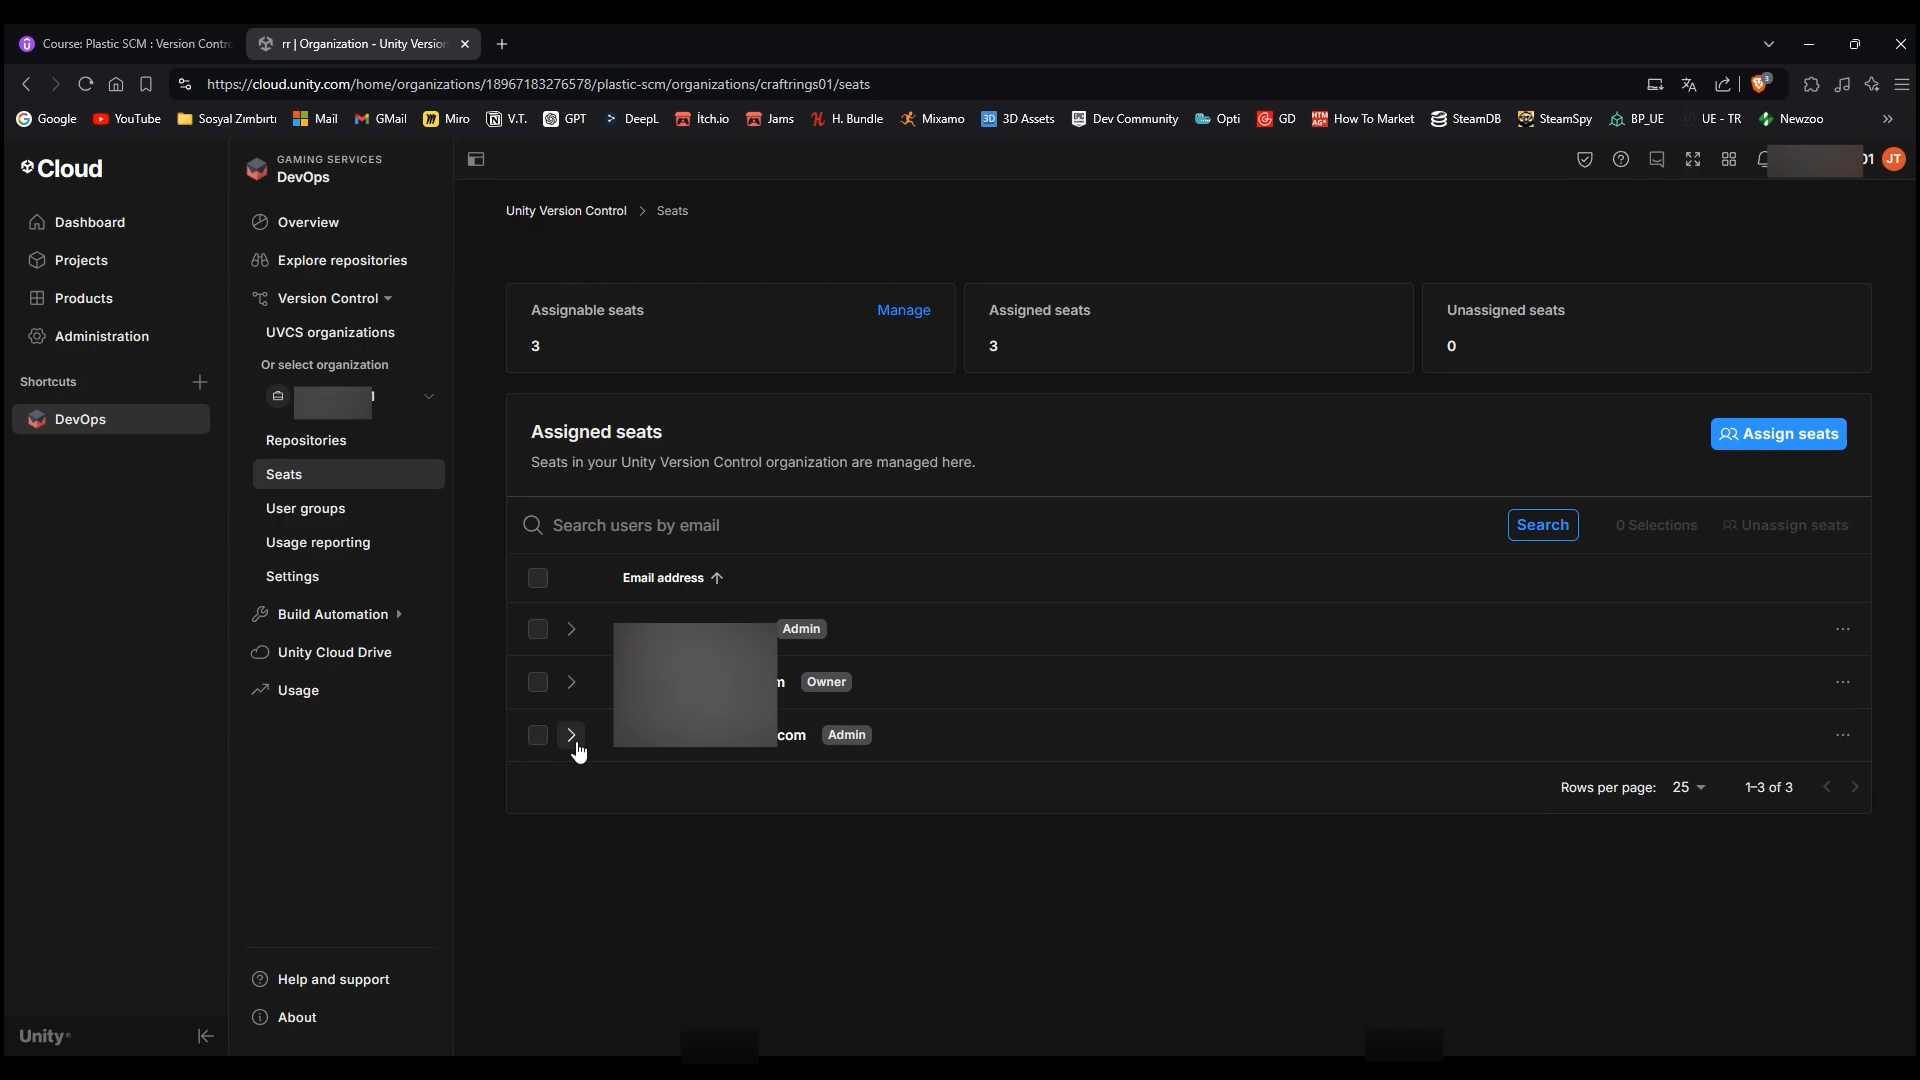 Course: Plastic SCM : Version Contro
rr | Organization - Unity Version
https://cloud.unity.com/home/organizations/18967183276578/plastic-scm/organizations/craftrings01/seats
3
Google
YouTube
Sosyal Zımbırtı
Mail
GMail
Miro
V.T.
GPT
DeepL
İtch.io
Jams
H. Bundle
Mixamo
3D Assets
Dev Community
Opti
GD
How To Market
SteamDB
SteamSpy
BP_UE
UE - TR
Newzoo
Cloud
Dashboard
Projects
Products
Administration
Shortcuts
DevOps
Unity
GAMING SERVICES
DevOps
Overview
Explore repositories
Version Control
UVCS organizations
Or select organization
Repositories
Seats
User groups
Usage reporting
Settings
Build Automation
Unity Cloud Drive
Usage
Help and support
About
01
JT
Unity Version Control > Seats
Assignable seats
Manage
3
Assigned seats
3
Unassigned seats
0
Assigned seats
Assign seats
Seats in your Unity Version Control organization are managed here.
Search users by email
Search
0 Selections
Unassign seats
Email address
Admin
m
Owner
com
Admin
Rows per page:
25
1-3 of 3